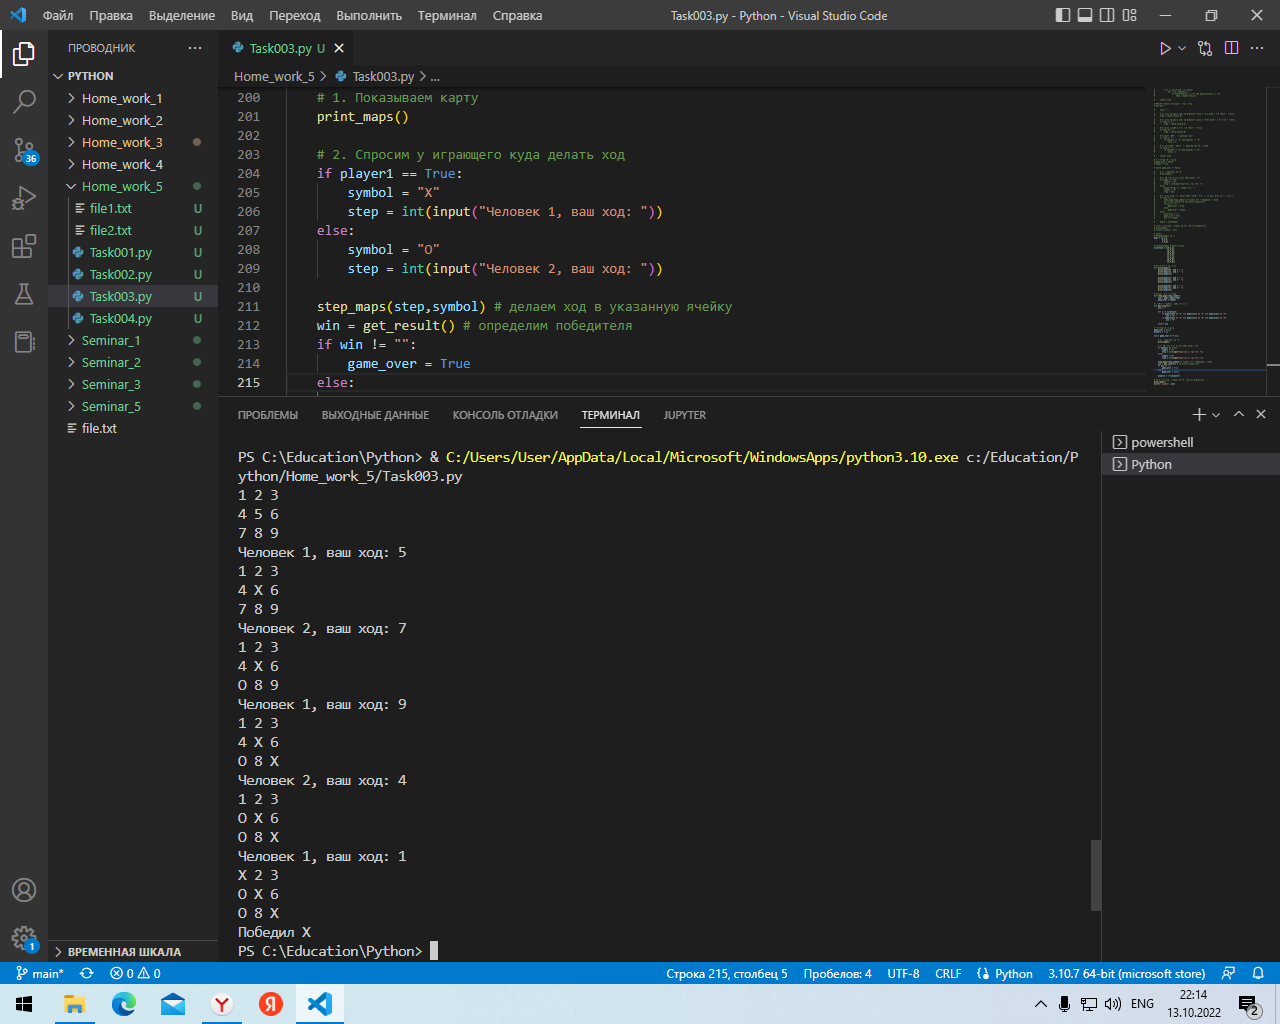 Файл Правка Выделение Вид Переход Выполнить Терминал Справка Task003.py - Python - Visual Studio Code
ПРОВОДНИК
PYTHON
Home_work_1
Home_work_2
Home_work_3
Home_work_4
Home_work_5
file1.txt U
file2.txt U
Task001.py U
Task002.py U
Task003.py U
Task004.py U
Seminar_1
Seminar_2
Seminar_3
Seminar_5
file.txt
ВРЕМЕННАЯ ШКАЛА
36
1
Task003.py U
Home_work_5 > Task003.py > ...
200 # 1. Показываем карту
201 print_maps()
202
203 # 2. Спросим у играющего куда делать ход
204 if player1 == True:
205 symbol = "X"
206 step = int(input("Человек 1, ваш ход: "))
207 else:
208 symbol = "O"
209 step = int(input("Человек 2, ваш ход: "))
210
211 step_maps(step,symbol) # делаем ход в указанную ячейку
212 win = get_result() # определим победителя
213 if win != "":
214 game_over = True
215 else:
ПРОБЛЕМЫ ВЫХОДНЫЕ ДАННЫЕ КОНСОЛЬ ОТЛАДКИ ТЕРМИНАЛ JUPYTER
powershell
Python
PS C:\Education\Python> & C:/Users/User/AppData/Local/Microsoft/WindowsApps/python3.10.exe c:/Education/P
ython/Home_work_5/Task003.py
1 2 3
4 5 6
7 8 9
Человек 1, ваш ход: 5
1 2 3
4 X 6
7 8 9
Человек 2, ваш ход: 7
1 2 3
4 X 6
O 8 9
Человек 1, ваш ход: 9
1 2 3
4 X 6
O 8 X
Человек 2, ваш ход: 4
1 2 3
O X 6
O 8 X
Человек 1, ваш ход: 1
X 2 3
O X 6
O 8 X
Победил X
PS C:\Education\Python>
main* 0 0 Строка 215, столбец 5 Пробелов: 4 UTF-8 CRLF Python 3.10.7 64-bit (microsoft store)
Y Я ENG 22:14
13.10.2022 2